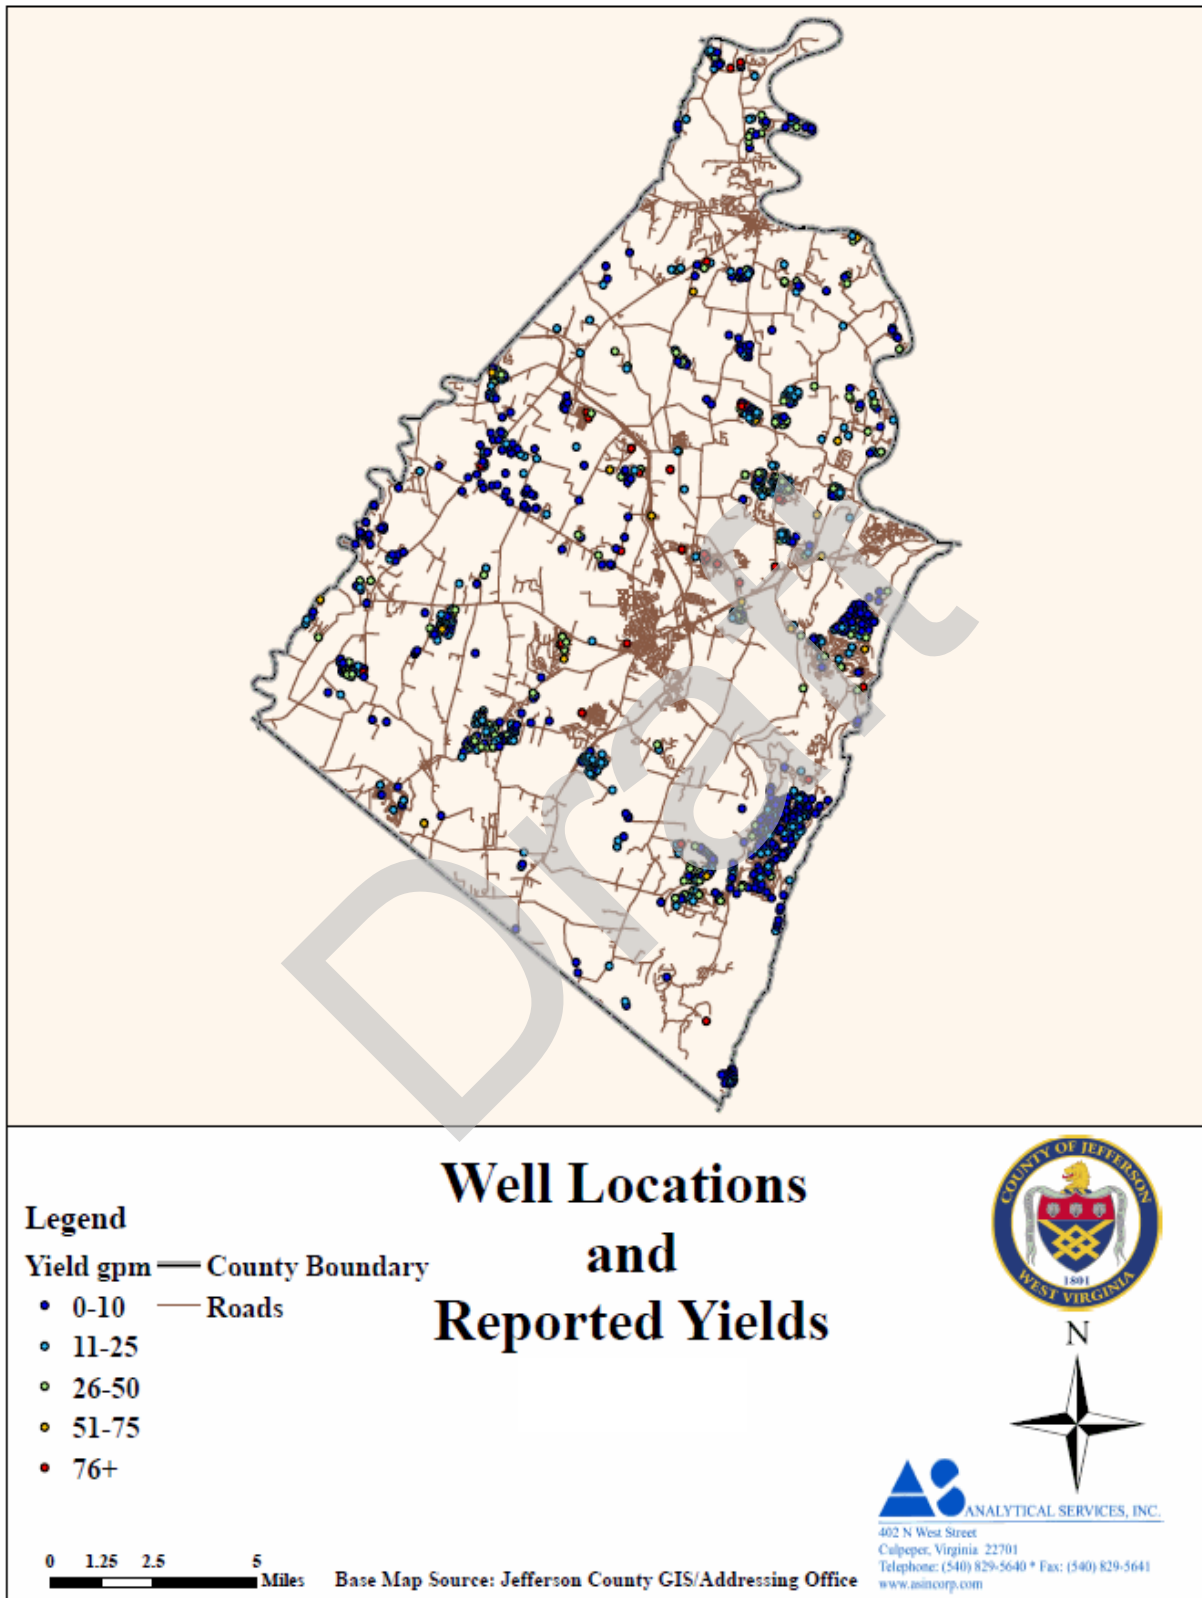 Draft
Well Locations
and
Reported Yields
Legend
Yield gpm County Boundary
0-10 Roads
11-25
26-50
51-75
76+
COUNTY OF JEFFERSON
1801
WEST VIRGINIA
N
ANALYTICAL SERVICES, INC.
402 N West Street
Culpeper, Virginia 22701
Telephone: (540) 829-5640 * Fax: (540) 829-5641
www.asincorp.com
0 1.25 2.5 5
Miles
Base Map Source: Jefferson County GIS/Addressing Office